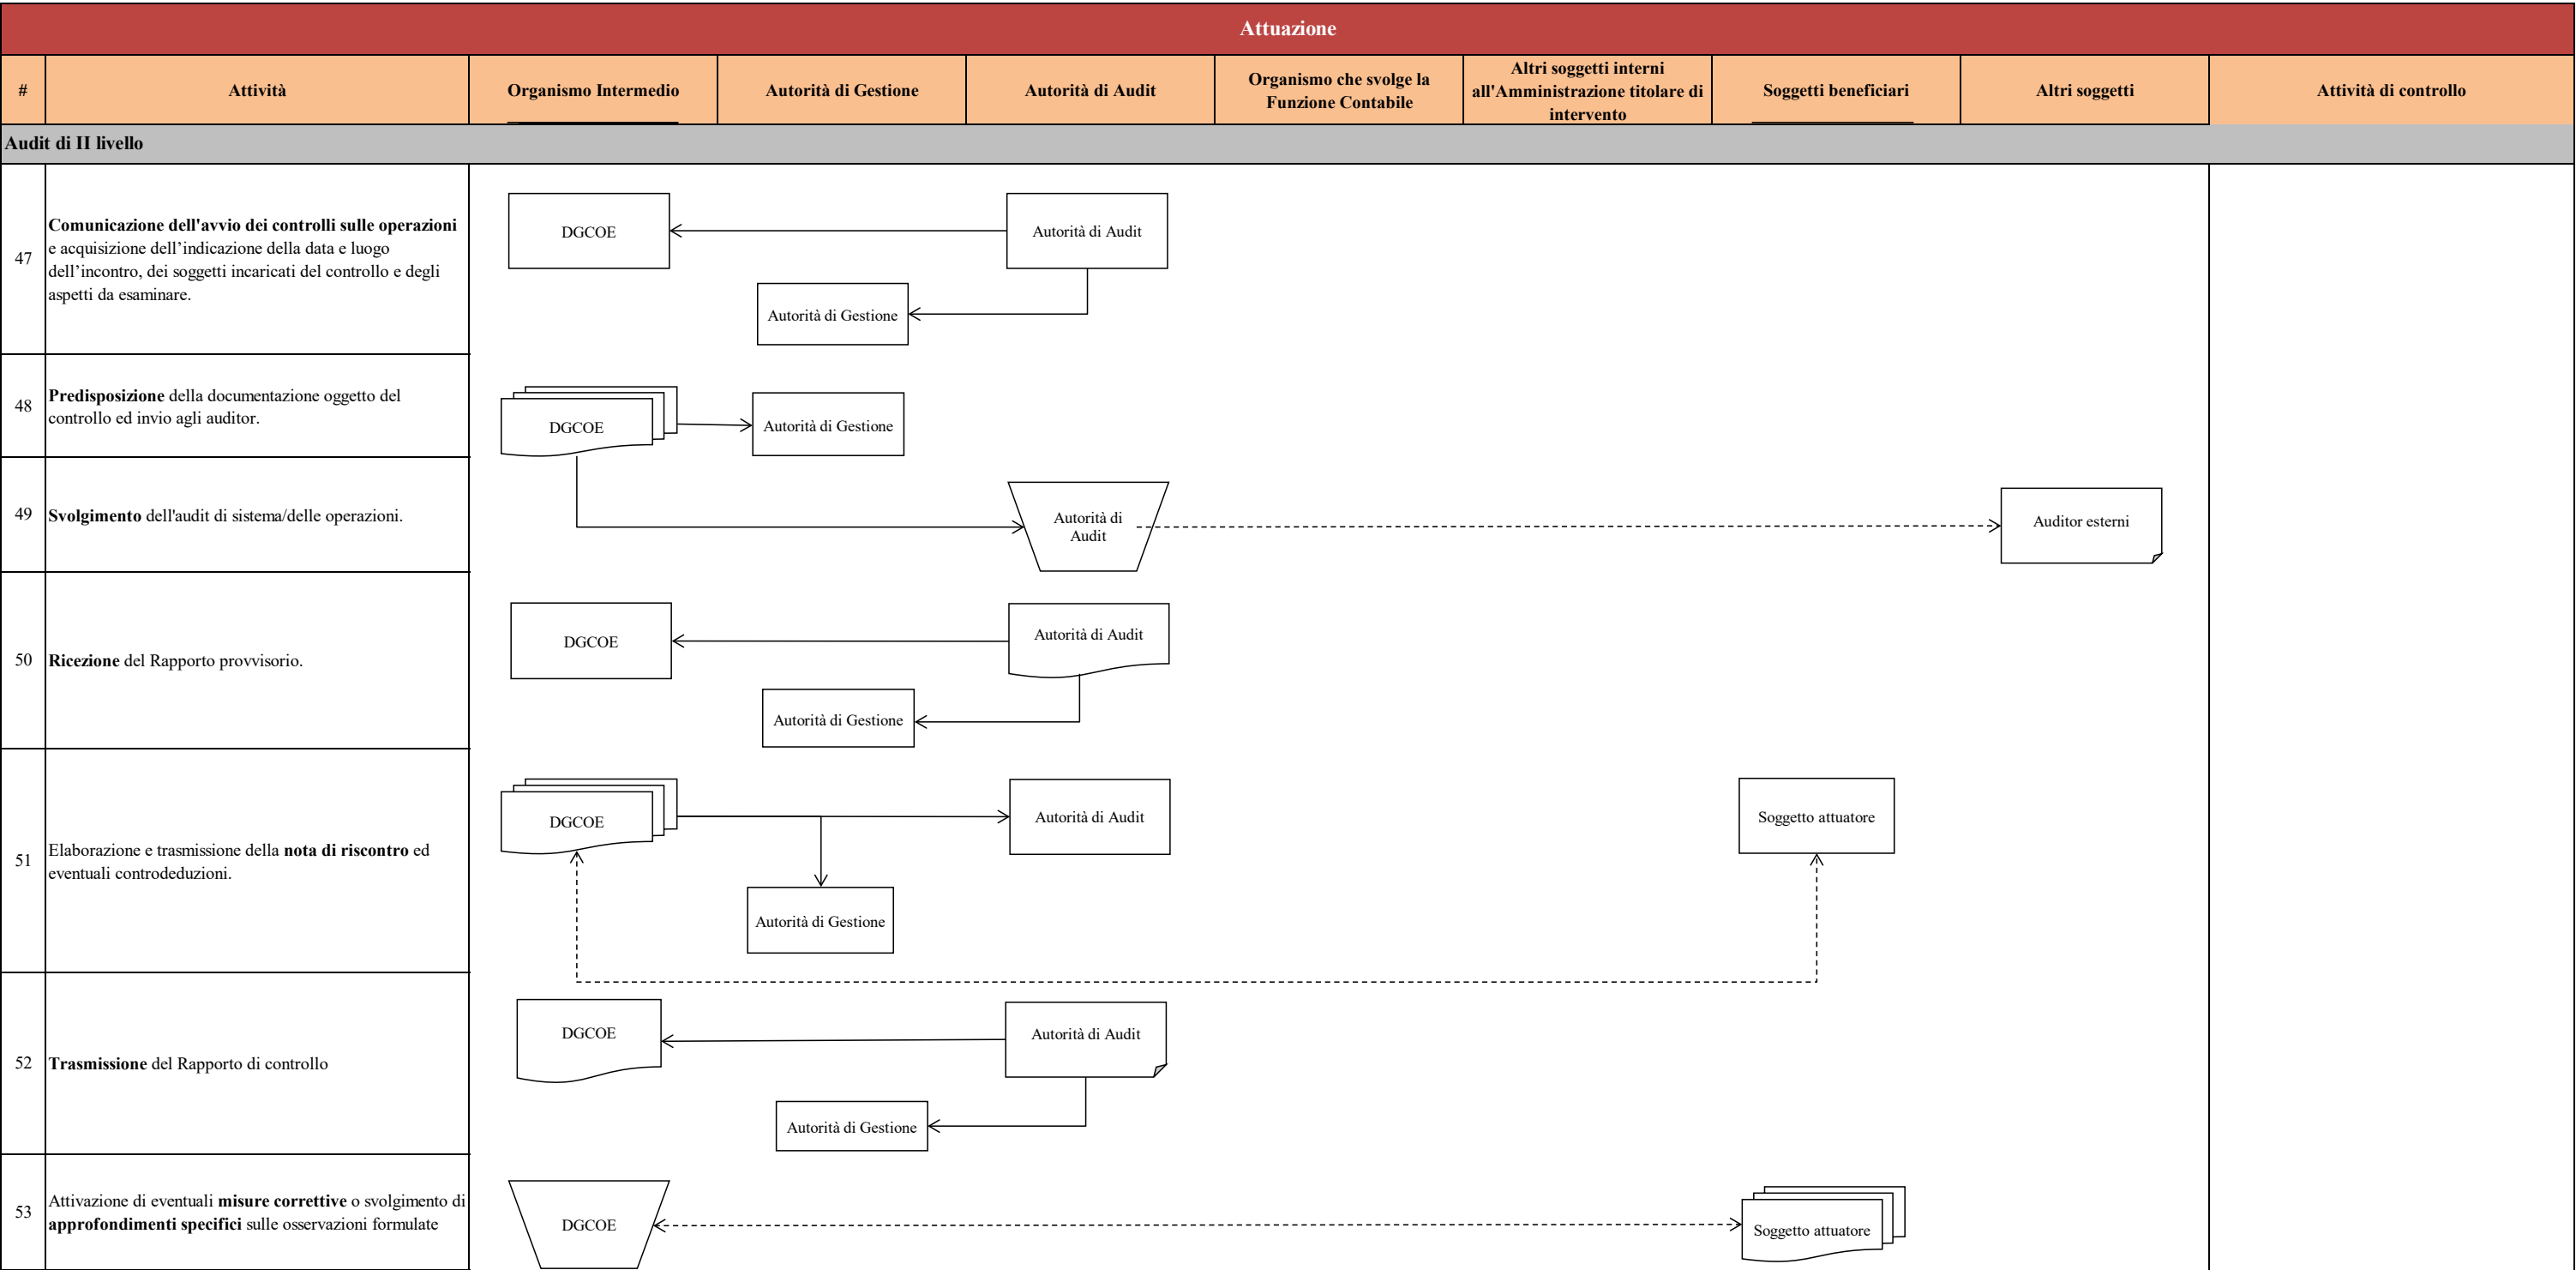 Attuazione
#
Attività
Organismo Intermedio
Autorità di Gestione
Autorità di Audit
Organismo che svolge la
Funzione Contabile
Altri soggetti interni
all'Amministrazione titolare di
intervento
Soggetti beneficiari
Altri soggetti
Attività di controllo
Audit di II livello
47
Comunicazione dell'avvio dei controlli sulle operazioni
e acquisizione dell’indicazione della data e luogo
dell’incontro, dei soggetti incaricati del controllo e degli
aspetti da esaminare.
DGCOE
Autorità di Audit
Autorità di Gestione
48
Predisposizione della documentazione oggetto del
controllo ed invio agli auditor.
DGCOE
Autorità di Gestione
49
Svolgimento dell'audit di sistema/delle operazioni.
Autorità di
Audit
Auditor esterni
50
Ricezione del Rapporto provvisorio.
DGCOE
Autorità di Audit
Autorità di Gestione
51
Elaborazione e trasmissione della nota di riscontro ed
eventuali controdeduzioni.
DGCOE
Autorità di Audit
Soggetto attuatore
Autorità di Gestione
52
Trasmissione del Rapporto di controllo
DGCOE
Autorità di Audit
Autorità di Gestione
53
Attivazione di eventuali misure correttive o svolgimento di
approfondimenti specifici sulle osservazioni formulate
DGCOE
Soggetto attuatore